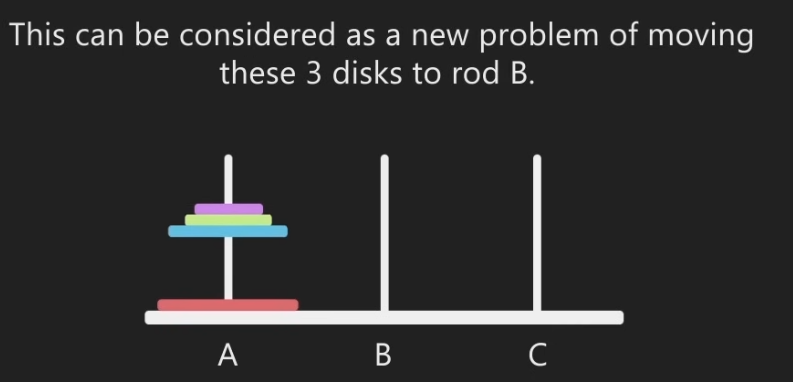 This can be considered as a new problem of moving
these 3 disks to rod B.
A B C